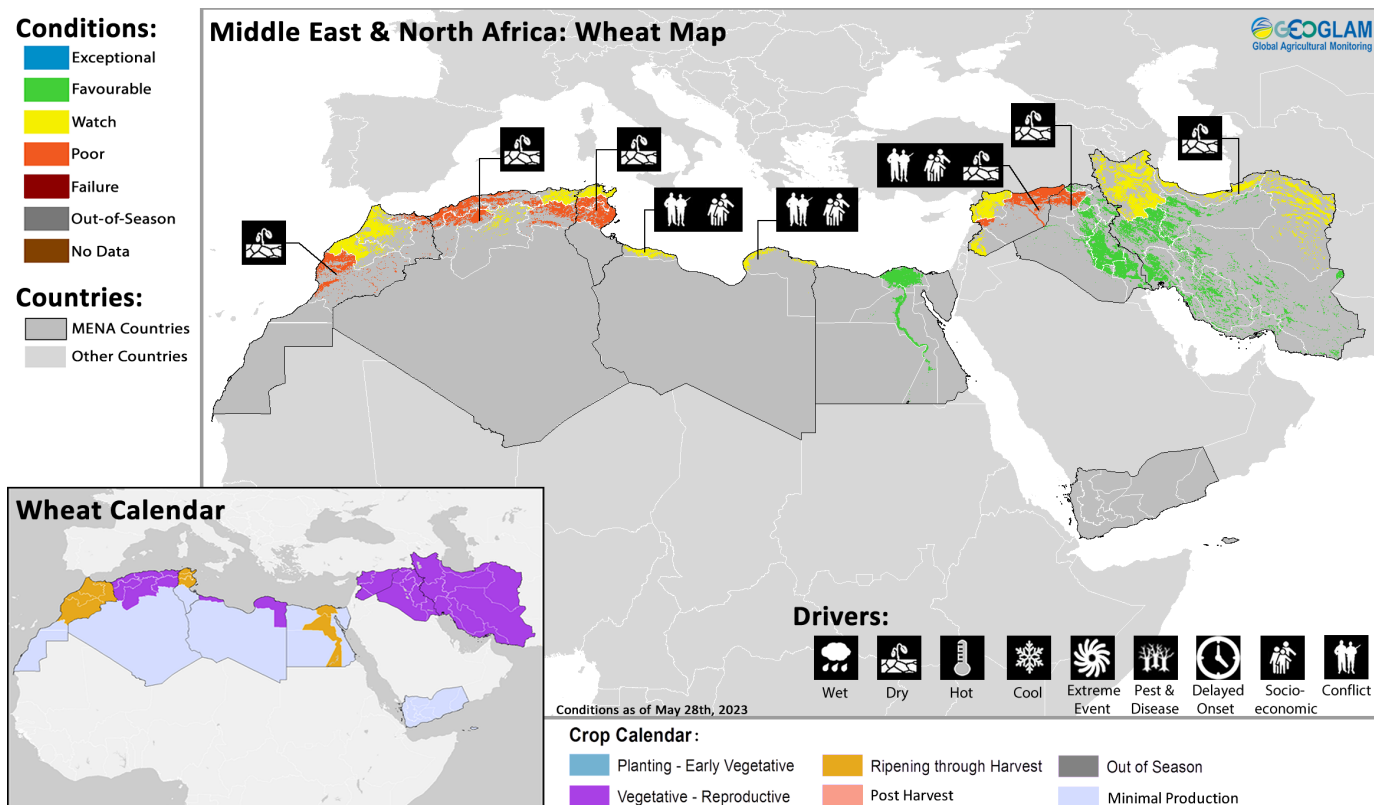 Conditions:
Exceptional
Favourable
Watch
Poor
Failure
Out-of-Season
No Data
Countries:
MENA Countries
Other Countries
Middle East & North Africa: Wheat Map
GEOGLAM
Global Agricultural Monitoring
Wheat Calendar
Drivers:
Wet
Dry
Hot
Cool
Extreme
Event
Pest &
Disease
Delayed
Onset
Socio-
economic
Conflict
Conditions as of May 28th, 2023
Crop Calendar:
Planting - Early Vegetative
Ripening through Harvest
Out of Season
Vegetative - Reproductive
Post Harvest
Minimal Production